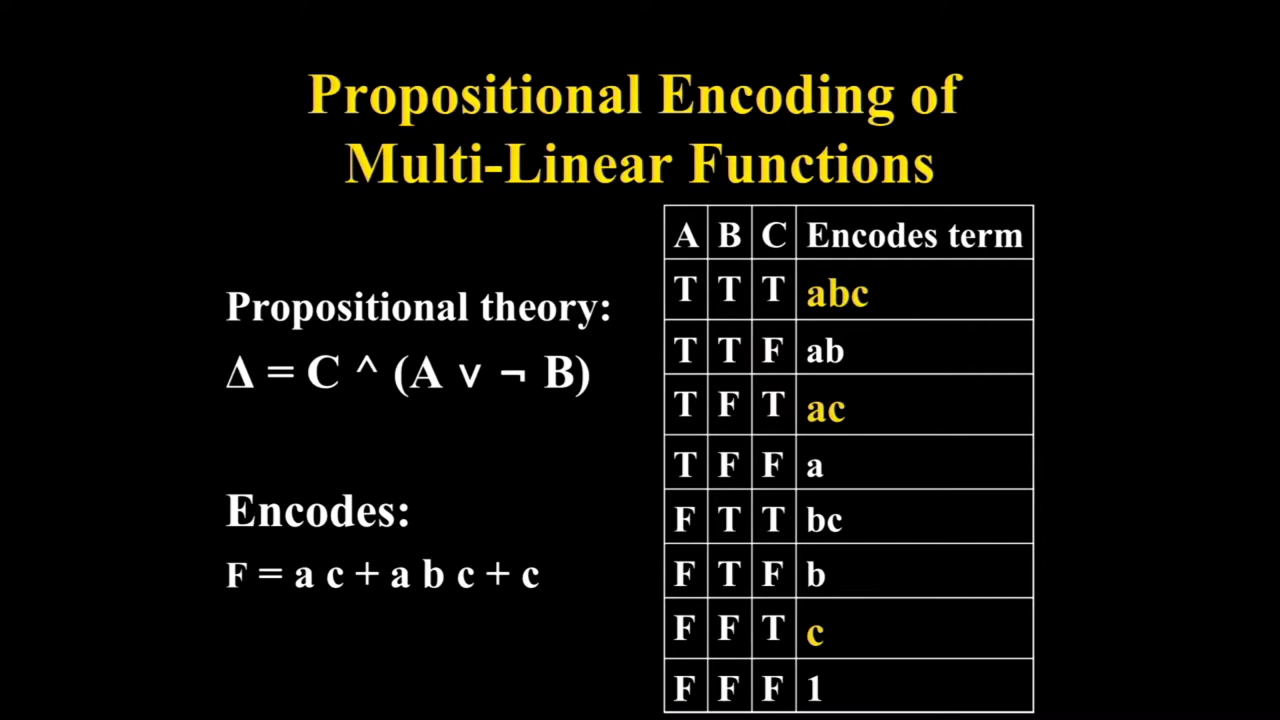 Propositional Encoding of
Multi-Linear Functions
Propositional theory:
Δ = C ^ (A ∨ ¬ B)
Encodes:
F = a c + a b c + c
A B C Encodes term
T T T abc
T T F ab
T F T ac
T F F a
F T T bc
F T F b
F F T c
F F F 1